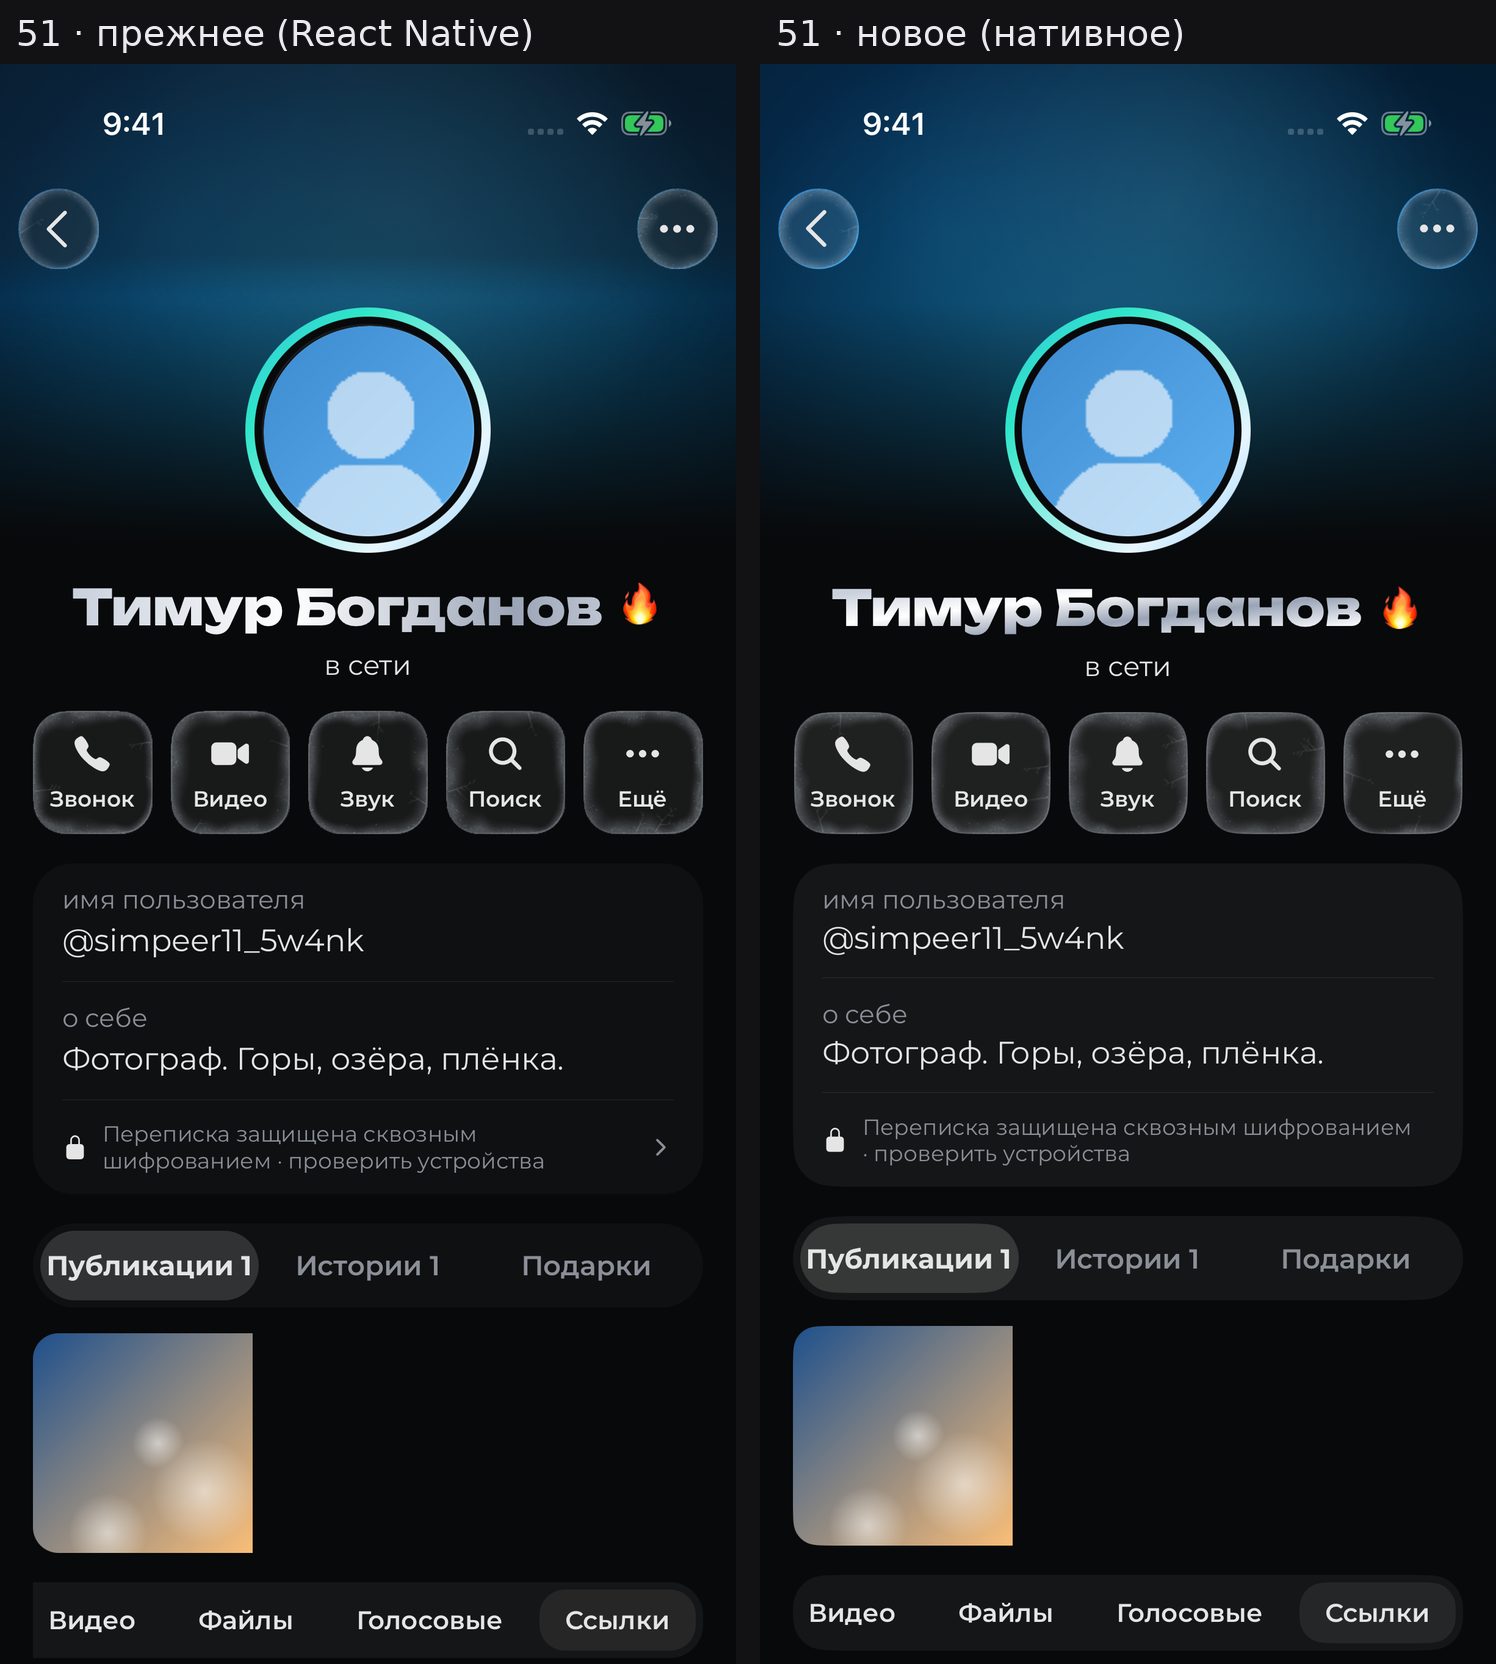 51 · прежнее (React Native)
9:41
Тимур Богданов 🔥
в сети
Звонок Видео Звук Поиск Ещё
имя пользователя
@simpeer11_5w4nk
о себе
Фотограф. Горы, озёра, плёнка.
Переписка защищена сквозным
шифрованием · проверить устройства
Публикации 1 Истории 1 Подарки
Видео Файлы Голосовые Ссылки
51 · новое (нативное)
9:41
Тимур Богданов 🔥
в сети
Звонок Видео Звук Поиск Ещё
имя пользователя
@simpeer11_5w4nk
о себе
Фотограф. Горы, озёра, плёнка.
Переписка защищена сквозным шифрованием
· проверить устройства
Публикации 1 Истории 1 Подарки
Видео Файлы Голосовые Ссылки